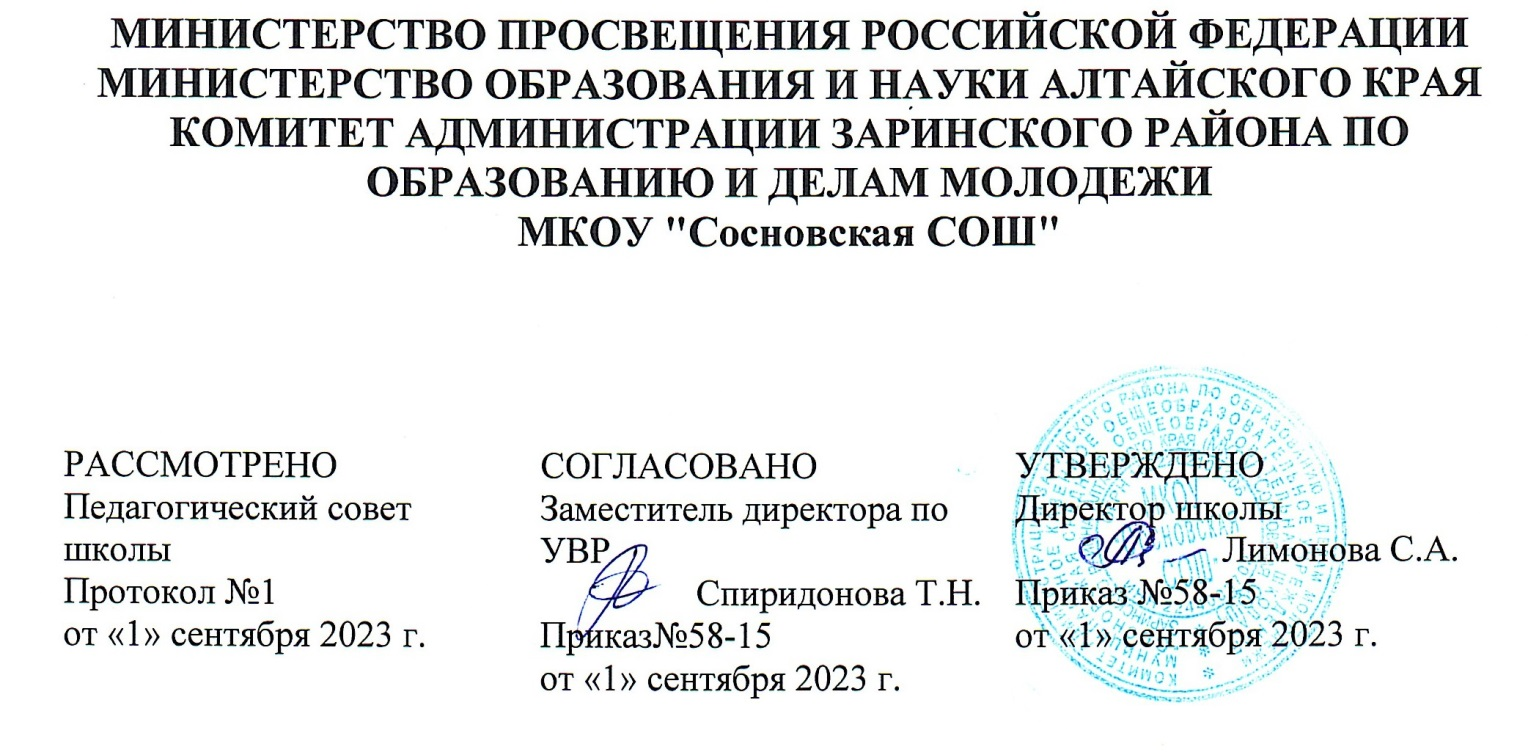 МИНИСТЕРСТВО ПРОСВЕЩЕНИЯ РОССИЙСКОЙ ФЕДЕРАЦИИ
МИНИСТЕРСТВО ОБРАЗОВАНИЯ И НАУКИ АЛТАЙСКОГО КРАЯ
КОМИТЕТ АДМИНИСТРАЦИИ ЗАРИНСКОГО РАЙОНА ПО
ОБРАЗОВАНИЮ И ДЕЛАМ МОЛОДЕЖИ
МКОУ "Сосновская СОШ"
РАССМОТРЕНО
Педагогический совет
школы
Протокол №1
от «1» сентября 2023 г.
СОГЛАСОВАНО
Заместитель директора по
УВР
Спиридонова Т.Н.
Приказ№58-15
от «1» сентября 2023 г.
УТВЕРЖДЕНО
Директор школы
Лимонова С.А.
Приказ №58-15
от «1» сентября 2023 г.